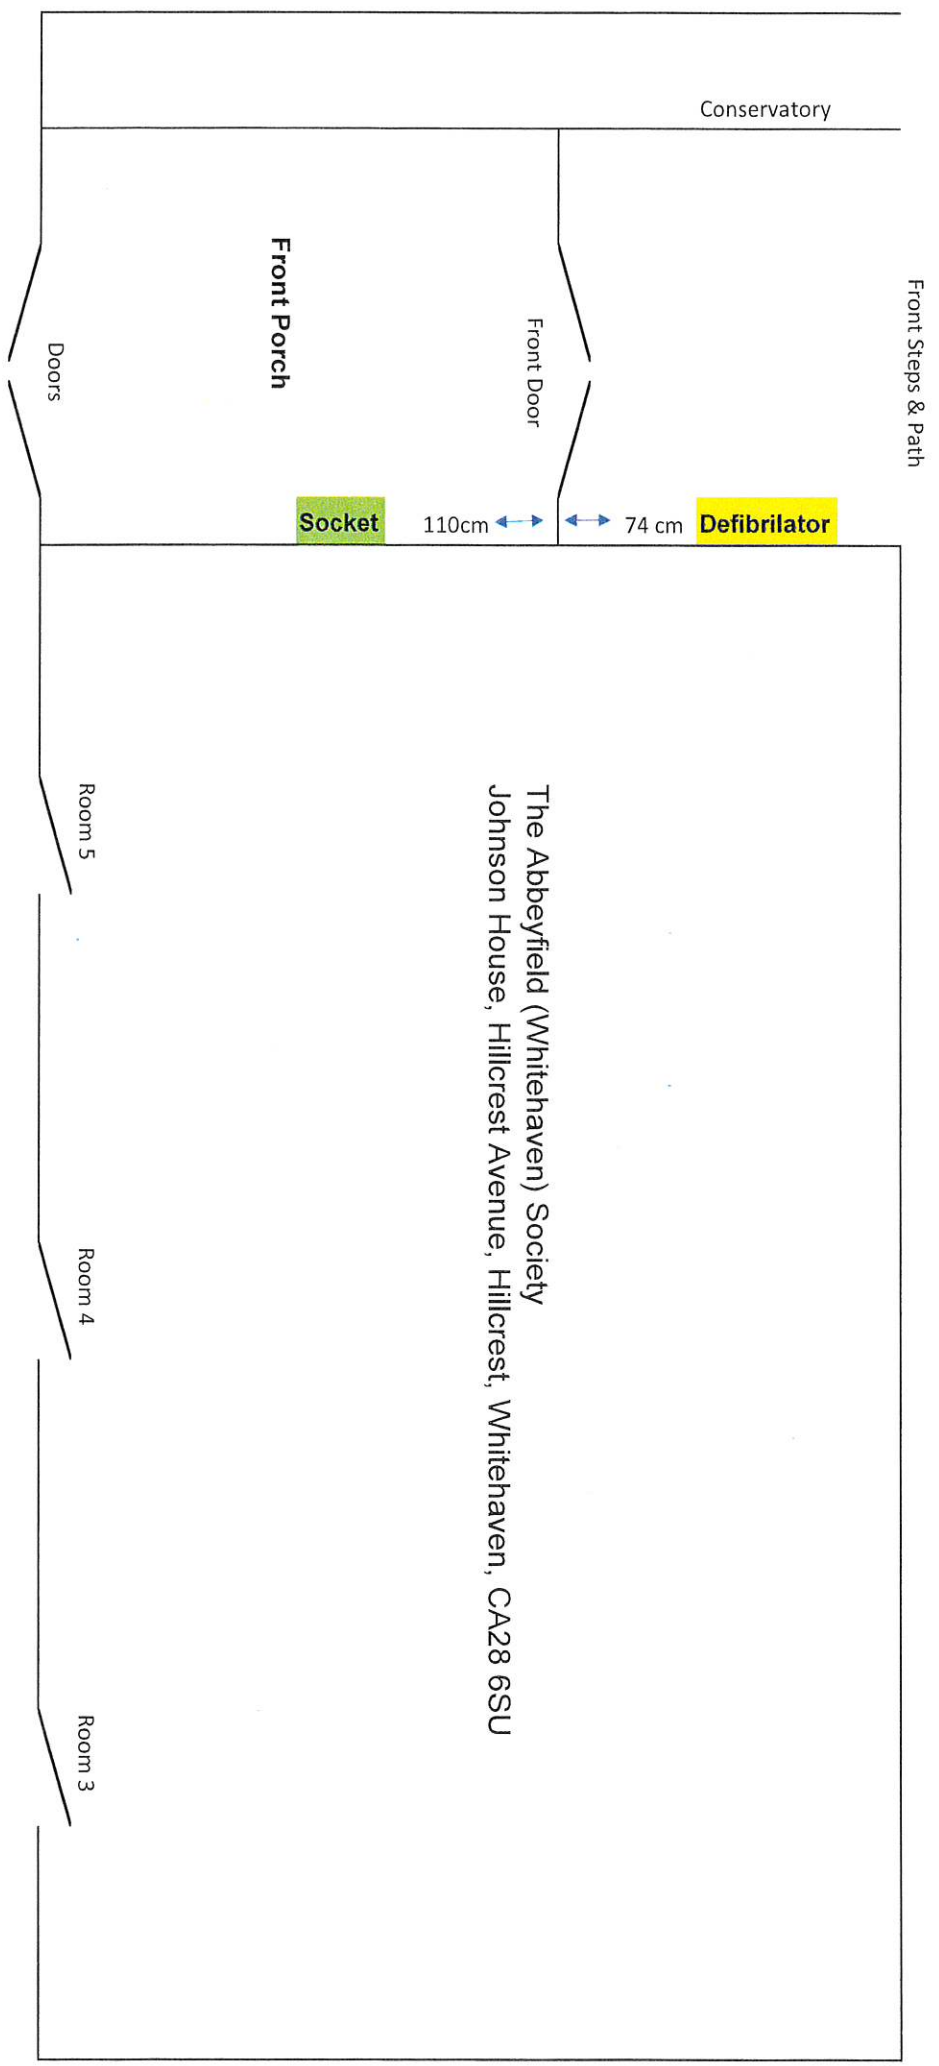 Conservatory
Front Steps & Path
Front Porch
Front Door
Doors
Socket
110cm
74 cm
Defibrilator
The Abbeyfield (Whitehaven) Society
Johnson House, Hillcrest Avenue, Hillcrest, Whitehaven, CA28 6SU
Room 5
Room 4
Room 3